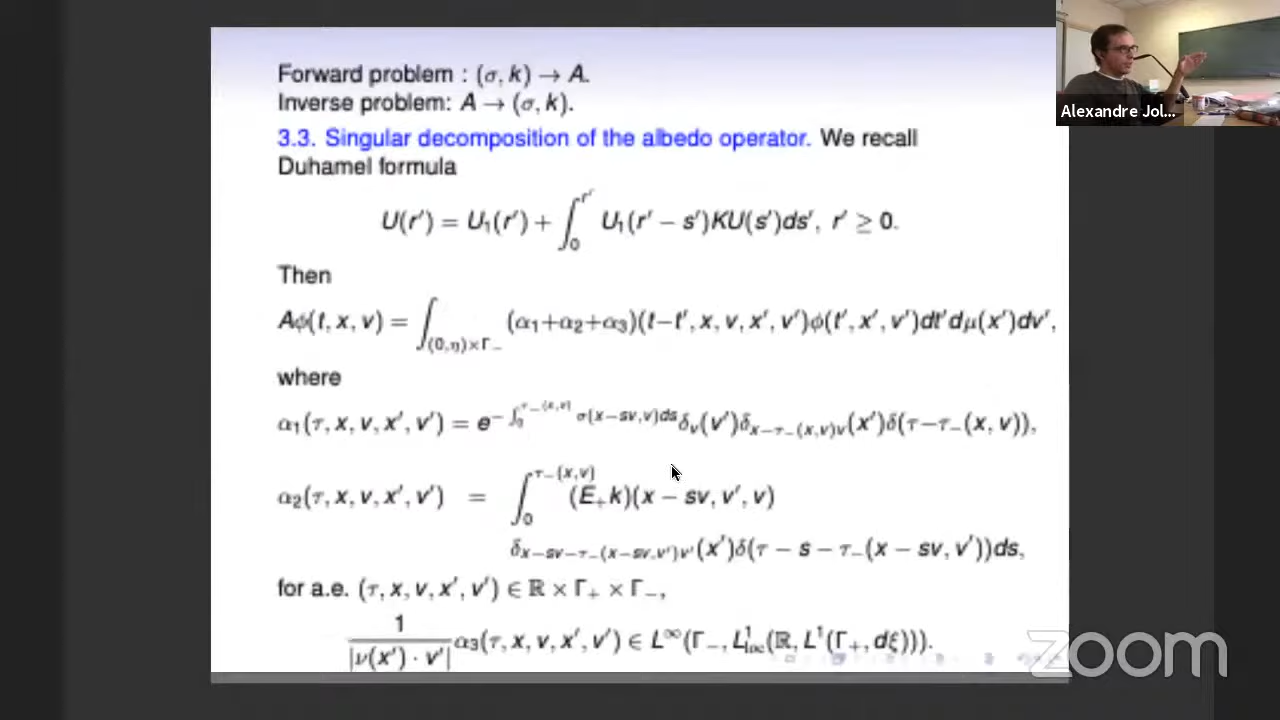 Forward problem : (σ, k) → A.
Inverse problem: A → (σ, k).
3.3. Singular decomposition of the albedo operator. We recall
Duhamel formula
U(r′) = U₁(r′) + ∫₀^{r′} U₁(r′ − s′)KU(s′)ds′, r′ ≥ 0.
Then
Aϕ(t, x, v) = ∫_{(0,η)×Γ₋} (α₁+α₂+α₃)(t−t′, x, v, x′, v′)ϕ(t′, x′, v′)dt′dμ(x′)dv′,
where
α₁(τ, x, v, x′, v′) = e^{−∫₀^{τ₋(x,v)} σ(x−sv,v)ds}δ_v(v′)δ_{x−τ₋(x,v)v}(x′)δ(τ−τ₋(x, v)),
α₂(τ, x, v, x′, v′) = ∫₀^{τ₋(x,v)} (E₊k)(x − sv, v′, v)
δ_{x−sv−τ₋(x−sv,v′)v′}(x′)δ(τ − s − τ₋(x − sv, v′))ds,
for a.e. (τ, x, v, x′, v′) ∈ ℝ × Γ₊ × Γ₋,
1/|ν(x′) · v′| α₃(τ, x, v, x′, v′) ∈ L^∞(Γ₋, L¹_{loc}(ℝ, L¹(Γ₊, dξ))).
Alexandre Jol...
zoom